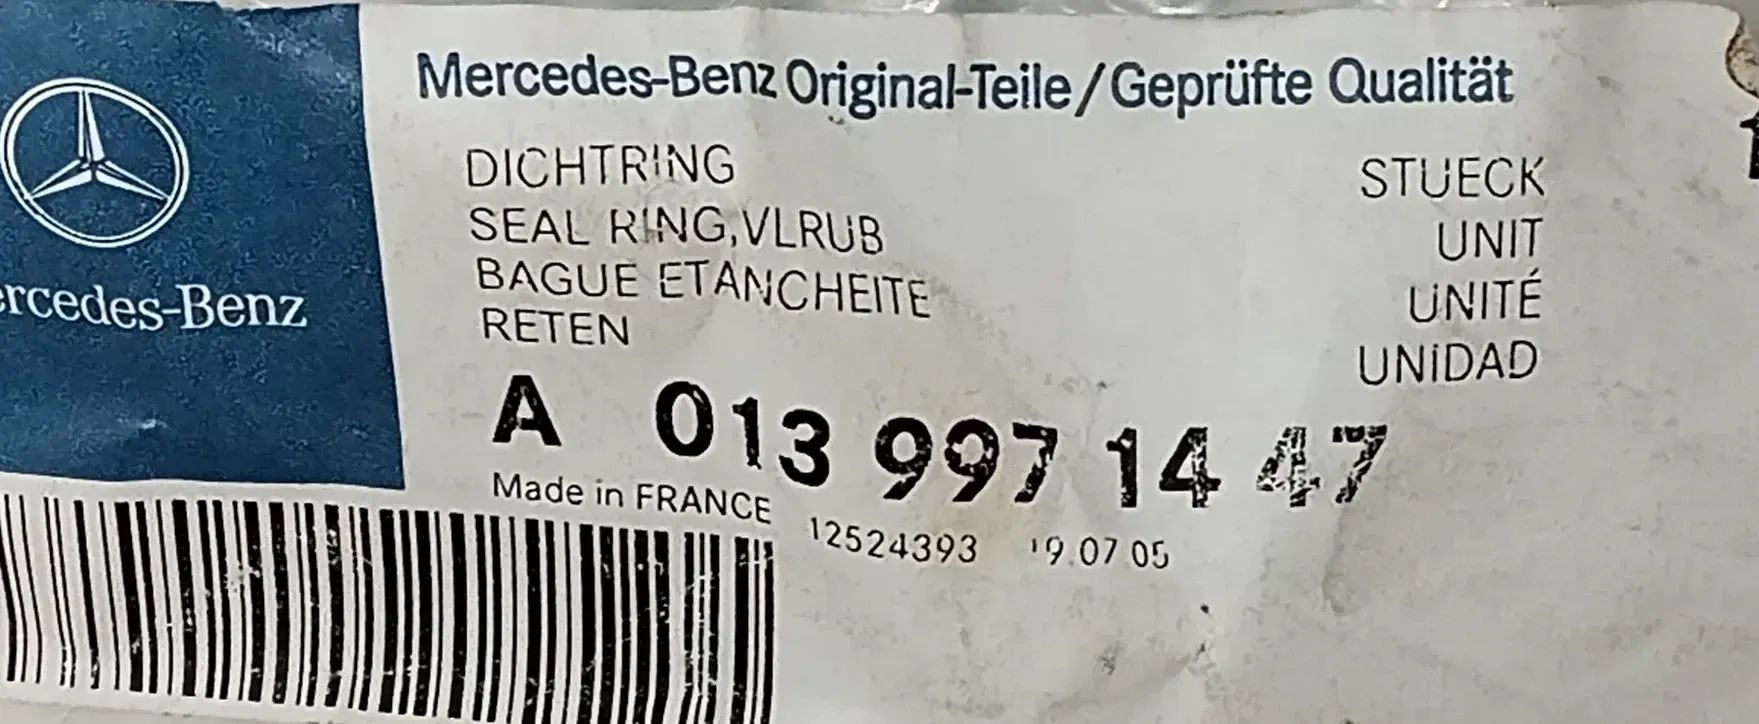 Mercedes-Benz Original-Teile/Geprüfte Qualität
DICHTRING STUECK
SEAL RING,VLRUB UNIT
BAGUE ETANCHEITE UNITÉ
RETEN UNIDAD
rcedes-Benz
A 013 997 14 47
Made in FRANCE 12524393 19.07 05